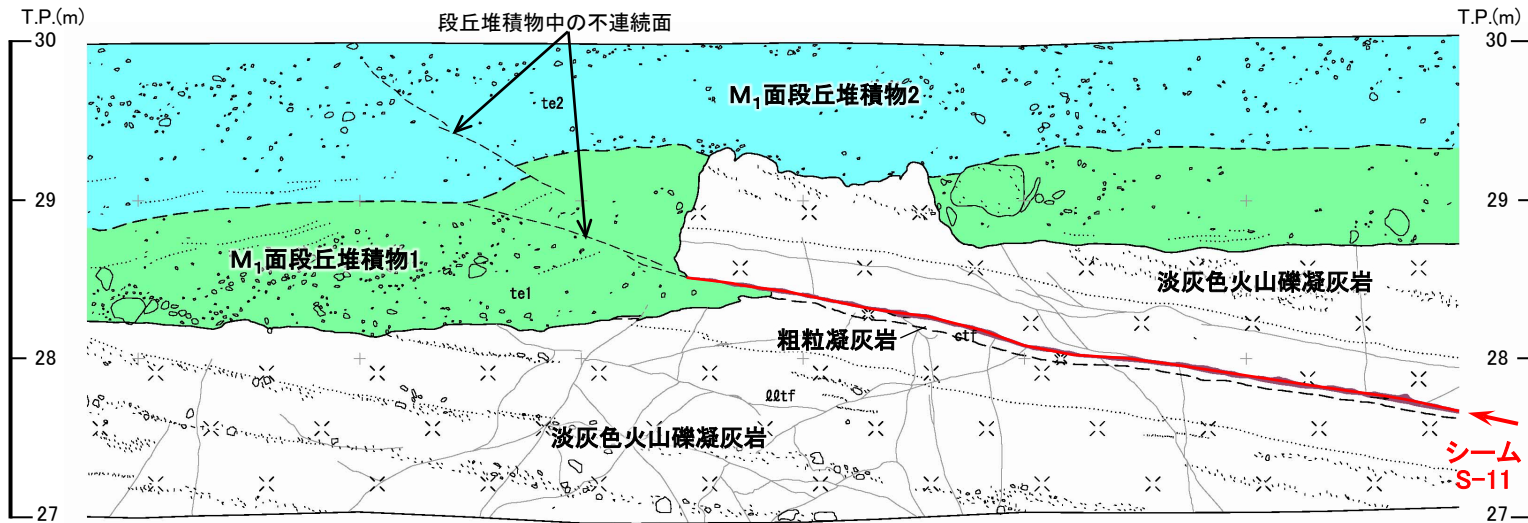 T.P.(m)
段丘堆積物中の不連続面
T.P.(m)
30
30
te2
M₁面段丘堆積物2
29
29
M₁面段丘堆積物1
te1
淡灰色火山礫凝灰岩
粗粒凝灰岩
ctf
28
28
ℓℓtf
淡灰色火山礫凝灰岩
シーム
S-11
27
27